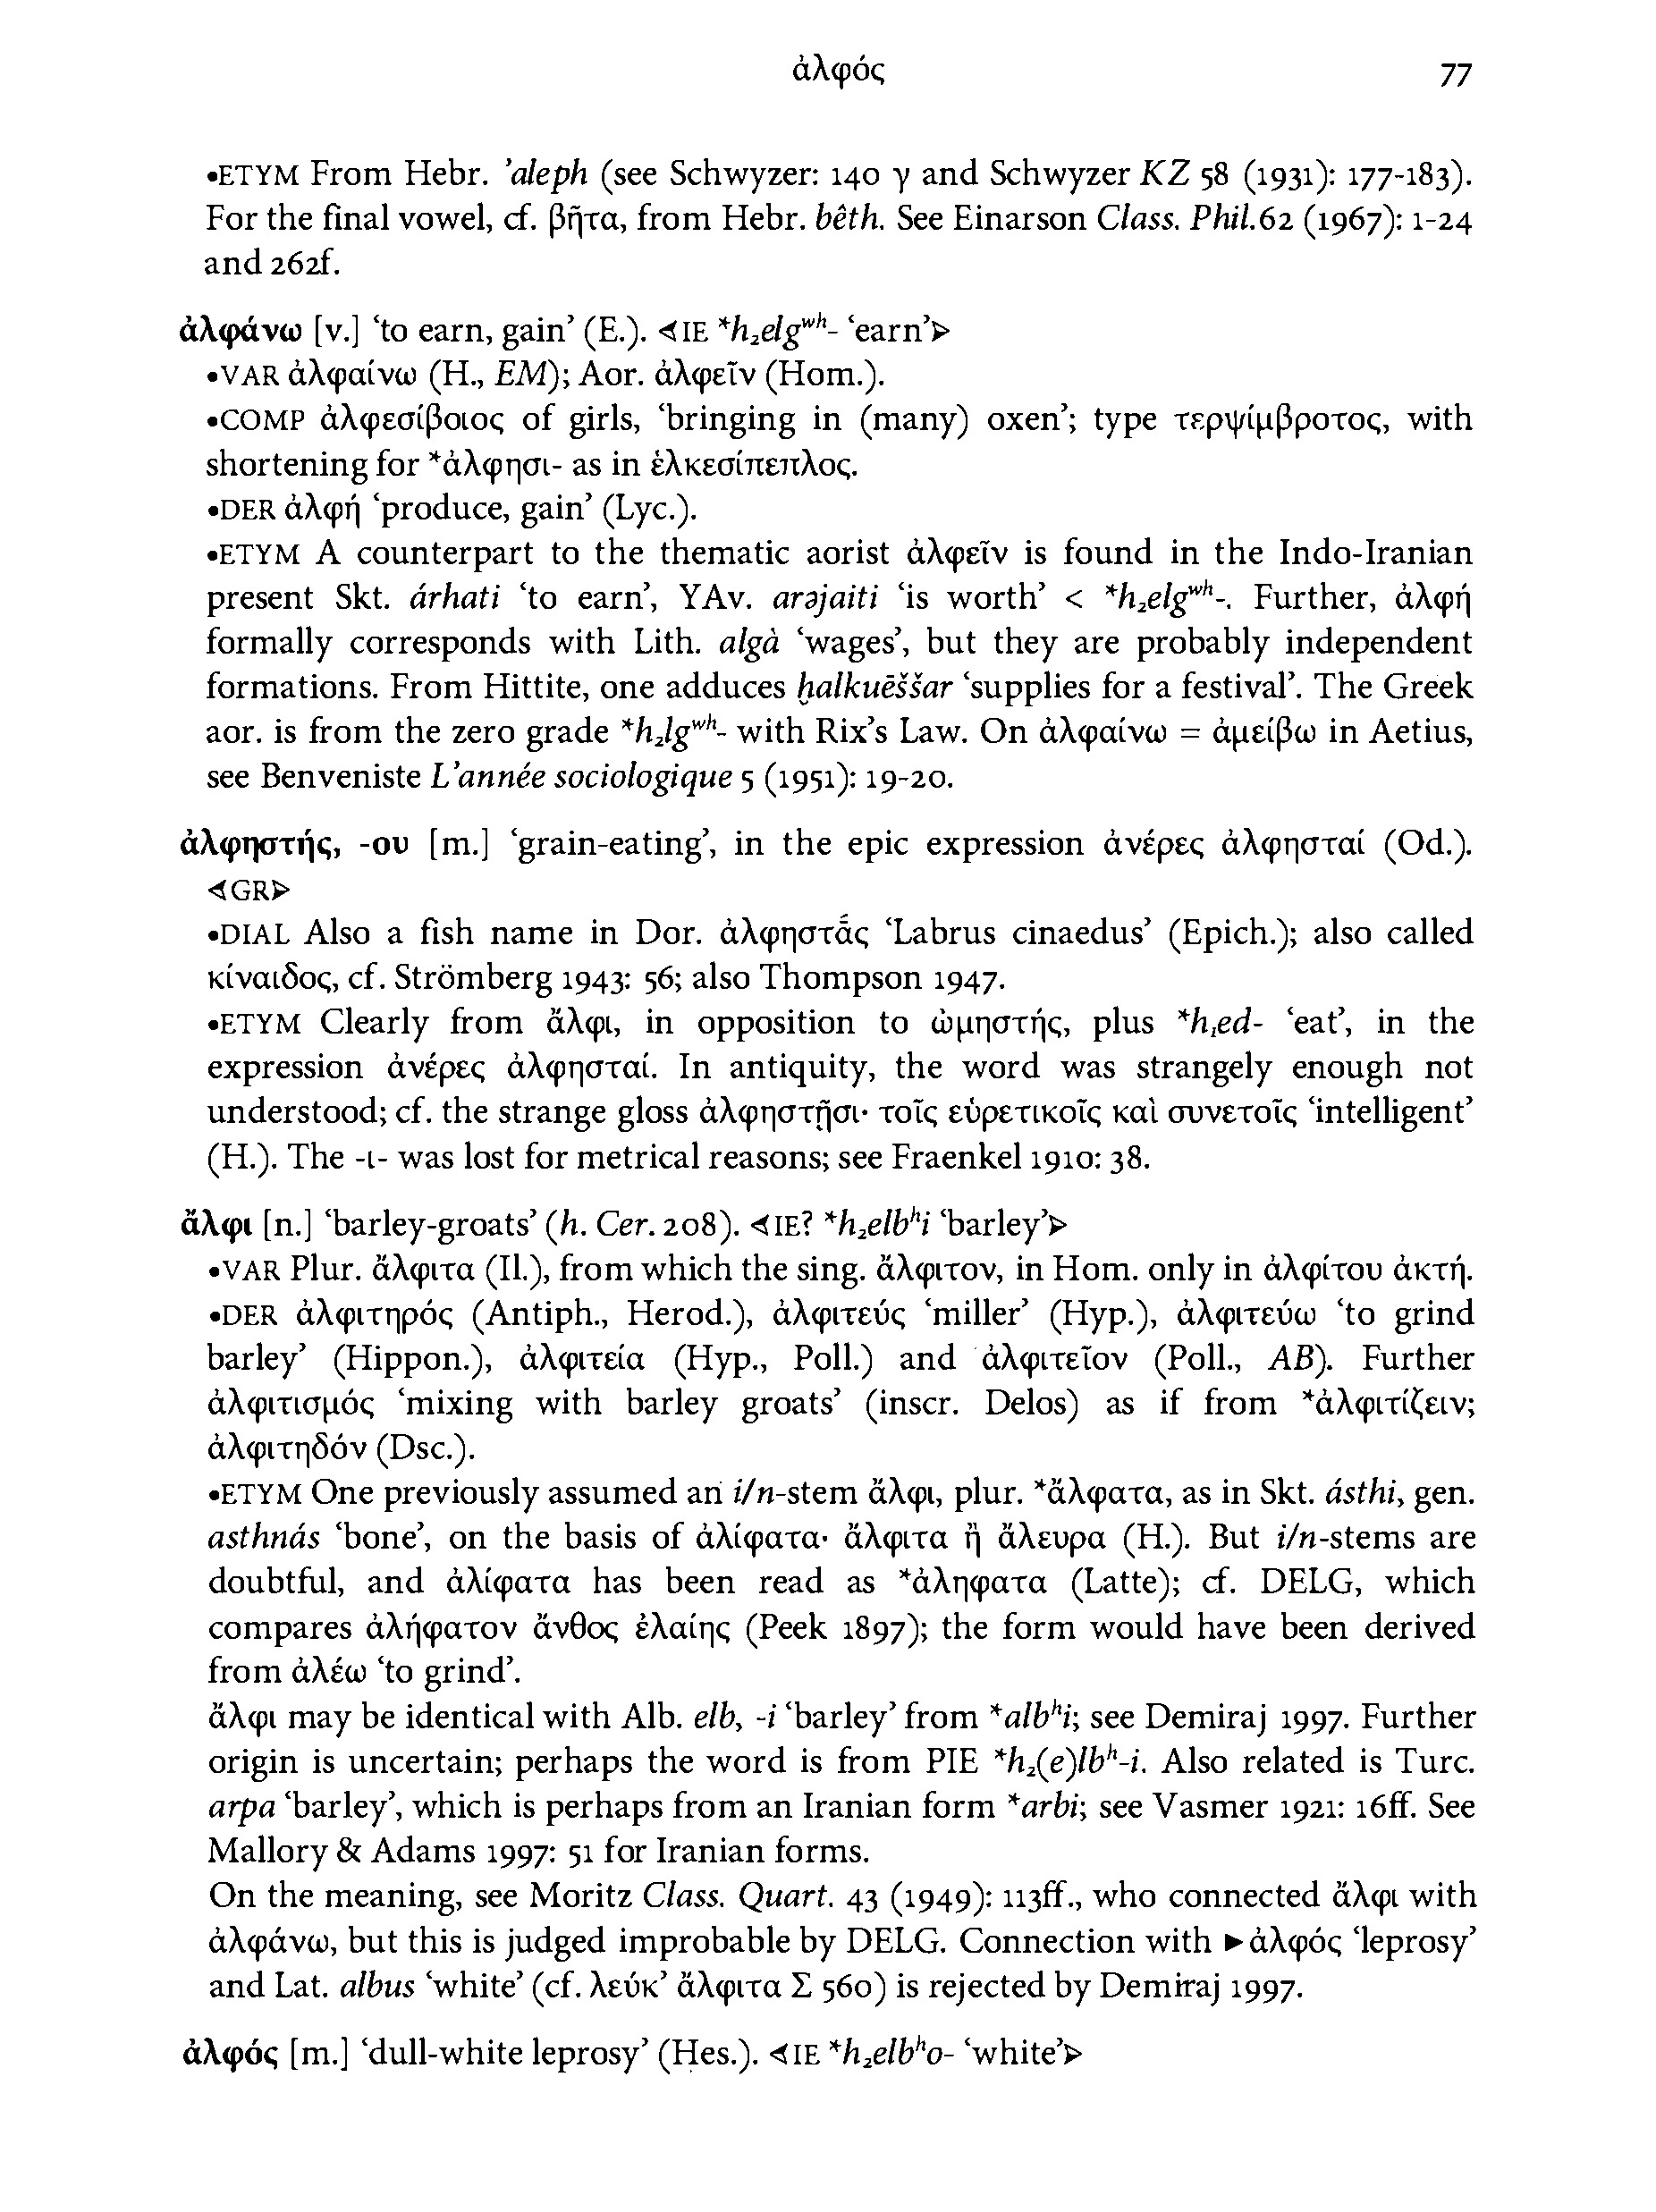 ἀλφός 77
•ETYM From Hebr. ʼaleph (see Schwyzer: 140 γ and Schwyzer KZ 58 (1931): 177-183).
For the final vowel, cf. βῆτα, from Hebr. bêth. See Einarson Class. Phil.62 (1967): 1-24
and 262f.
ἀλφάνω [v.] ‘to earn, gain’ (E.). ⊲IE *h₂elgʷʰ- ‘earn’⊳
•VAR ἀλφαίνω (H., EM); Aor. ἀλφεῖν (Hom.).
•COMP ἀλφεσίβοιος of girls, ‘bringing in (many) oxen’; type τερψίμβροτος, with
shortening for *ἀλφησι- as in ἑλκεσίπεπλος.
•DER ἀλφή ‘produce, gain’ (Lyc.).
•ETYM A counterpart to the thematic aorist ἀλφεῖν is found in the Indo-Iranian
present Skt. árhati ‘to earn’, YAv. arəjaiti ‘is worth’ < *h₂elgʷʰ-. Further, ἀλφή
formally corresponds with Lith. algà ‘wages’, but they are probably independent
formations. From Hittite, one adduces ḫalkuēššar ‘supplies for a festival’. The Greek
aor. is from the zero grade *h₂lgʷʰ- with Rix’s Law. On ἀλφαίνω = ἀμείβω in Aetius,
see Benveniste L’année sociologique 5 (1951): 19-20.
ἀλφηστής, -ου [m.] ‘grain-eating’, in the epic expression ἀνέρες ἀλφησταί (Od.).
⊲GR⊳
•DIAL Also a fish name in Dor. ἀλφηστᾱ́ς ‘Labrus cinaedus’ (Epich.); also called
κίναιδος, cf. Strömberg 1943: 56; also Thompson 1947.
•ETYM Clearly from ἄλφι, in opposition to ὠμηστής, plus *h₁ed- ‘eat’, in the
expression ἀνέρες ἀλφησταί. In antiquity, the word was strangely enough not
understood; cf. the strange gloss ἀλφηστῇσι· τοῖς εὑρετικοῖς καὶ συνετοῖς ‘intelligent’
(H.). The -ι- was lost for metrical reasons; see Fraenkel 1910: 38.
ἄλφι [n.] ‘barley-groats’ (h. Cer. 208). ⊲IE? *h₂elbʰi ‘barley’⊳
•VAR Plur. ἄλφιτα (Il.), from which the sing. ἄλφιτον, in Hom. only in ἀλφίτου ἀκτή.
•DER ἀλφιτηρός (Antiph., Herod.), ἀλφιτεύς ‘miller’ (Hyp.), ἀλφιτεύω ‘to grind
barley’ (Hippon.), ἀλφιτεία (Hyp., Poll.) and ἀλφιτεῖον (Poll., AB). Further
ἀλφιτισμός ‘mixing with barley groats’ (inscr. Delos) as if from *ἀλφιτίζειν;
ἀλφιτηδόν (Dsc.).
•ETYM One previously assumed an i/n-stem ἄλφι, plur. *ἄλφατα, as in Skt. ásthi, gen.
asthnás ‘bone’, on the basis of ἀλίφατα· ἄλφιτα ἢ ἄλευρα (H.). But i/n-stems are
doubtful, and ἀλίφατα has been read as *ἀλήφατα (Latte); cf. DELG, which
compares ἀλήφατον ἄνθος ἐλαίης (Peek 1897); the form would have been derived
from ἀλέω ‘to grind’.
ἄλφι may be identical with Alb. elb, -i ‘barley’ from *albʰi; see Demiraj 1997. Further
origin is uncertain; perhaps the word is from PIE *h₂(e)lbʰ-i. Also related is Turc.
arpa ‘barley’, which is perhaps from an Iranian form *arbi; see Vasmer 1921: 16ff. See
Mallory & Adams 1997: 51 for Iranian forms.
On the meaning, see Moritz Class. Quart. 43 (1949): 113ff., who connected ἄλφι with
ἀλφάνω, but this is judged improbable by DELG. Connection with ►ἀλφός ‘leprosy’
and Lat. albus ‘white’ (cf. λεύκ’ ἄλφιτα Σ 560) is rejected by Demiraj 1997.
ἀλφός [m.] ‘dull-white leprosy’ (Hes.). ⊲IE *h₂elbʰo- ‘white’⊳